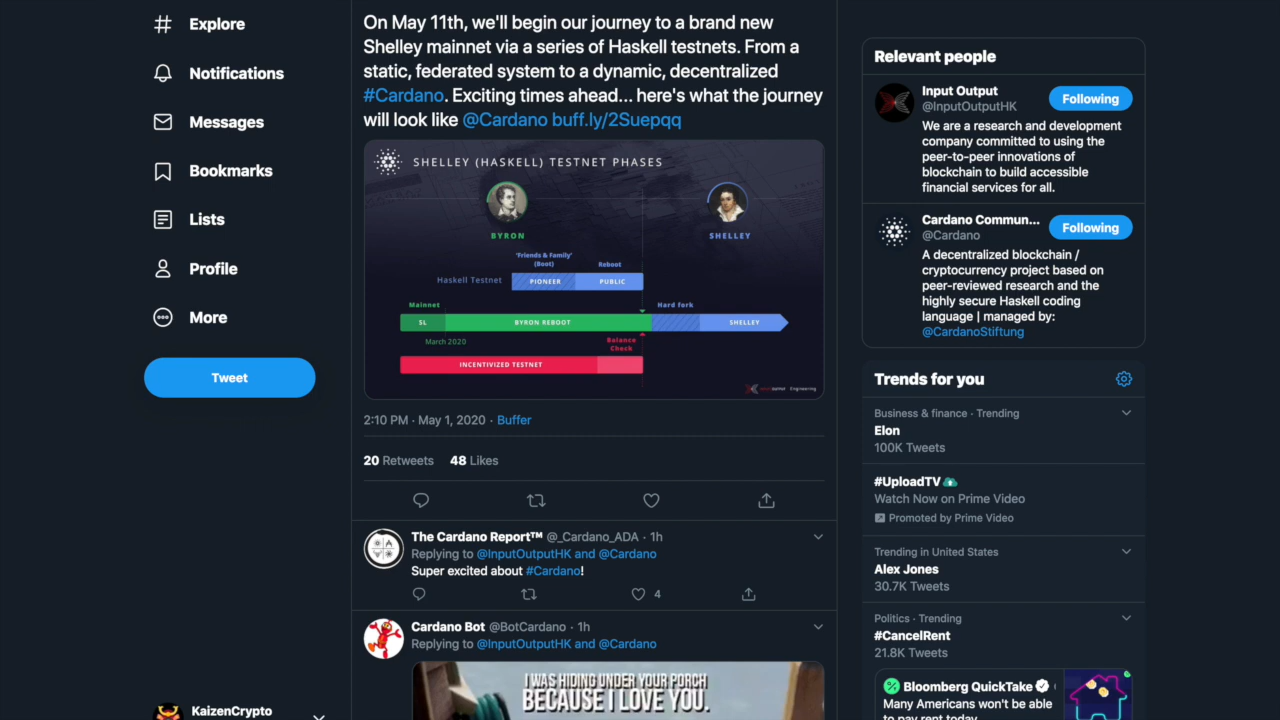 Explore
Notifications
Messages
Bookmarks
Lists
Profile
More
Tweet
KaizenCrypto
On May 11th, we'll begin our journey to a brand new
Shelley mainnet via a series of Haskell testnets. From a
static, federated system to a dynamic, decentralized
#Cardano. Exciting times ahead... here's what the journey
will look like @Cardano buff.ly/2Suepqq
SHELLEY (HASKELL) TESTNET PHASES
BYRON
SHELLEY
'Friends & Family'
(Boot)
Reboot
Haskell Testnet
PIONEER
PUBLIC
Mainnet
Hard fork
SL
BYRON REBOOT
SHELLEY
March 2020
Balance
Check
INCENTIVIZED TESTNET
Engineering
2:10 PM · May 1, 2020 · Buffer
20 Retweets 48 Likes
The Cardano Report™ @_Cardano_ADA · 1h
Replying to @InputOutputHK and @Cardano
Super excited about #Cardano!
4
Cardano Bot @BotCardano · 1h
Replying to @InputOutputHK and @Cardano
I WAS HIDING UNDER YOUR PORCH
BECAUSE I LOVE YOU.
Relevant people
Input Output
@InputOutputHK
Following
We are a research and development
company committed to using the
peer-to-peer innovations of
blockchain to build accessible
financial services for all.
Cardano Commun...
@Cardano
Following
A decentralized blockchain /
cryptocurrency project based on
peer-reviewed research and the
highly secure Haskell coding
language | managed by:
@CardanoStiftung
Trends for you
Business & finance · Trending
Elon
100K Tweets
#UploadTV
Watch Now on Prime Video
Promoted by Prime Video
Trending in United States
Alex Jones
30.7K Tweets
Politics · Trending
#CancelRent
21.8K Tweets
Bloomberg QuickTake
Many Americans won't be able
to pay rent today